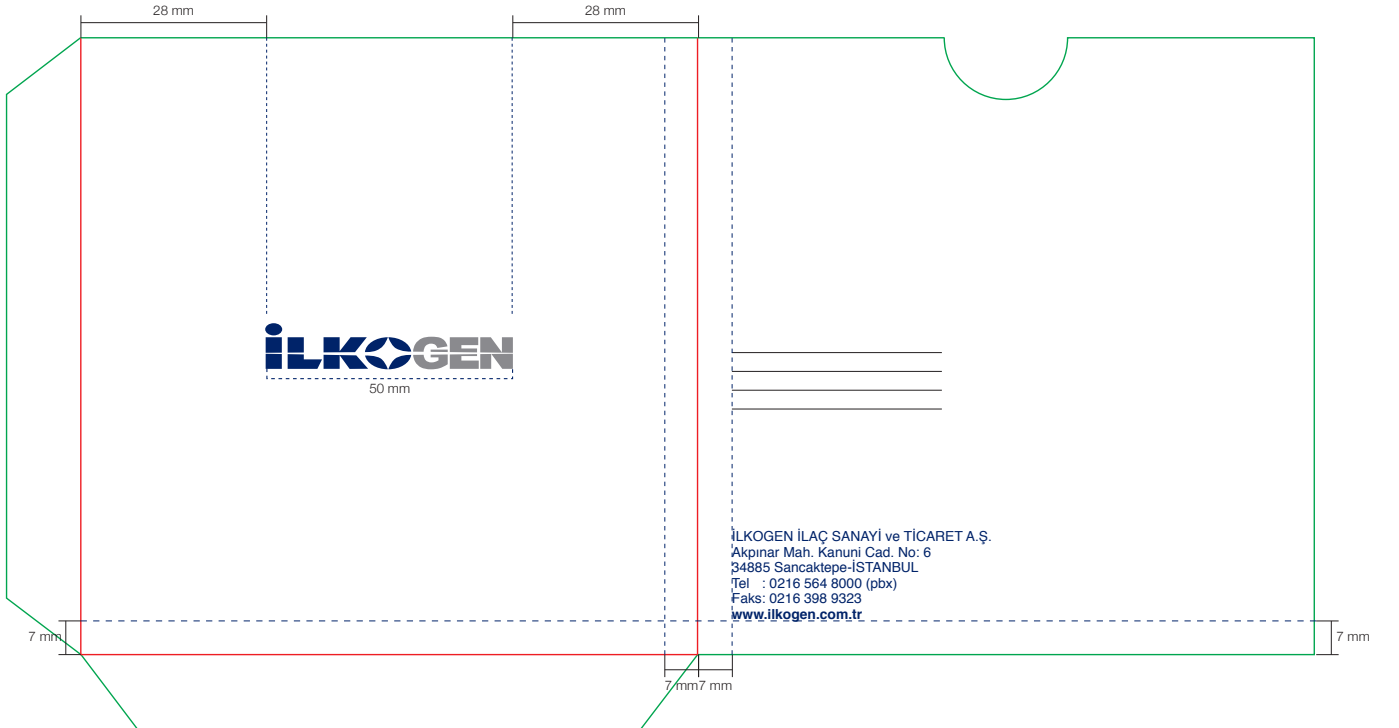 28 mm
28 mm
İLKOGEN
50 mm
İLKOGEN İLAÇ SANAYİ ve TİCARET A.Ş.
Akpınar Mah. Kanuni Cad. No: 6
34885 Sancaktepe-İSTANBUL
Tel : 0216 564 8000 (pbx)
Faks: 0216 398 9323
www.ilkogen.com.tr
7 mm
7 mm
7 mm
7 mm